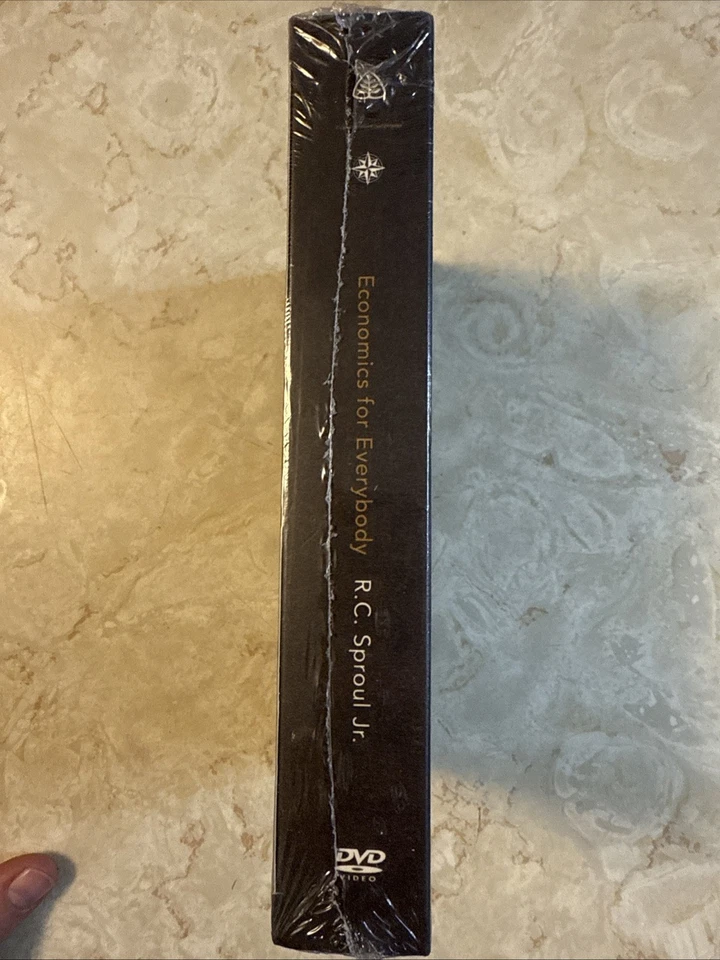 Economics for Everybody R.C. Sproul Jr.
DVD
VIDEO